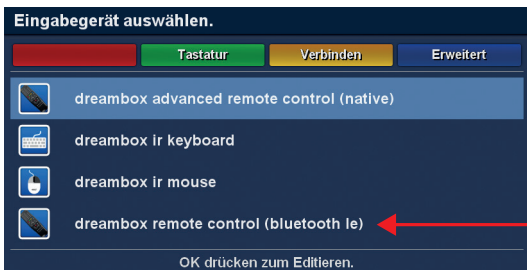 Eingabegerät auswählen.
Tastatur Verbinden Erweitert
dreambox advanced remote control (native)
dreambox ir keyboard
dreambox ir mouse
dreambox remote control (bluetooth le)
OK drücken zum Editieren.